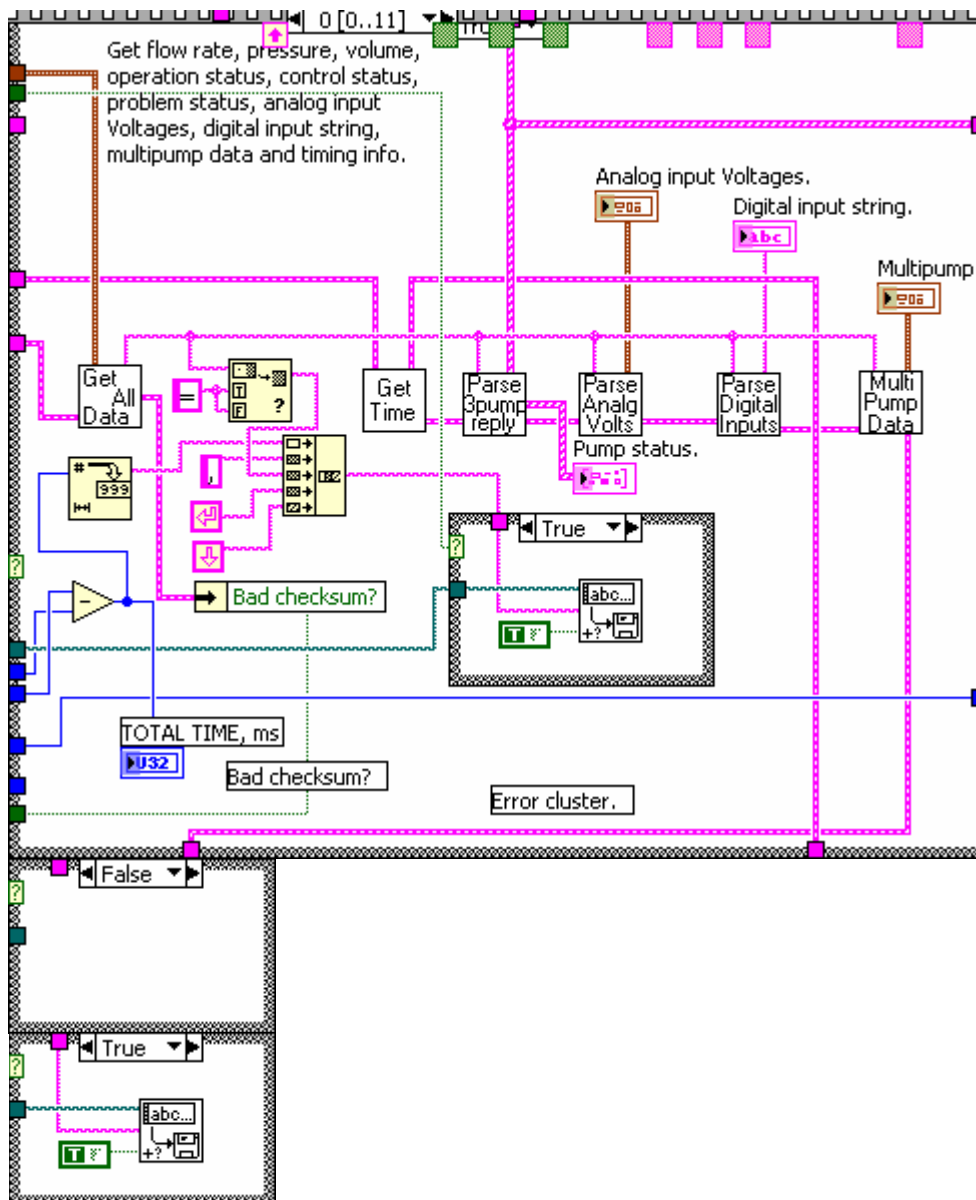 0 [0..11]
Get flow rate, pressure, volume,
operation status, control status,
problem status, analog input
Voltages, digital input string,
multipump data and timing info.
Analog input Voltages.
Digital input string.
abc
Multipump
Get
All
Data
=
T
F
?
Get
Time
Parse
3pump
reply
Parse
Analg
Volts
Parse
Digital
Inputs
Multi
Pump
Data
Pump status.
#
999
,
True
?
?
Bad checksum?
abc...
T
+?
TOTAL TIME, ms
U32
Bad checksum?
Error cluster.
False
?
True
?
abc...
T
+?